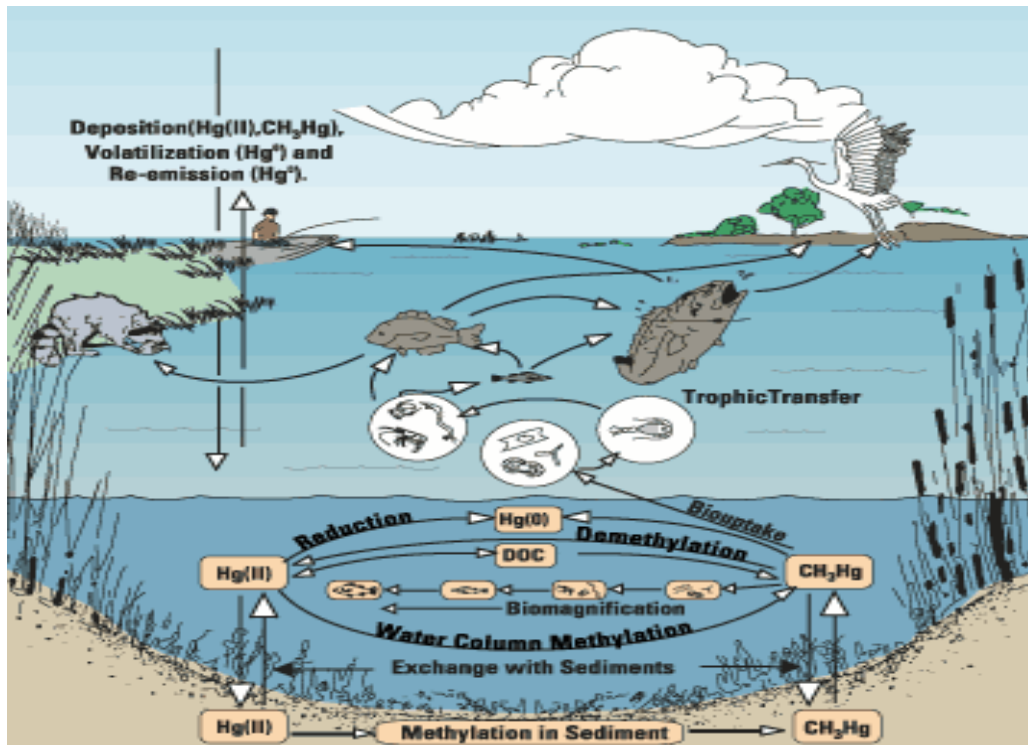 Deposition(Hg(II),CH₃Hg),
Volatilization (Hg⁰) and
Re-emission (Hg⁰).
TrophicTransfer
Biouptake
Reduction
Hg(0)
Demethylation
DOC
Hg(II)
CH₃Hg
Biomagnification
Water Column Methylation
Exchange with Sediments
Hg(II)
Methylation in Sediment
CH₃Hg